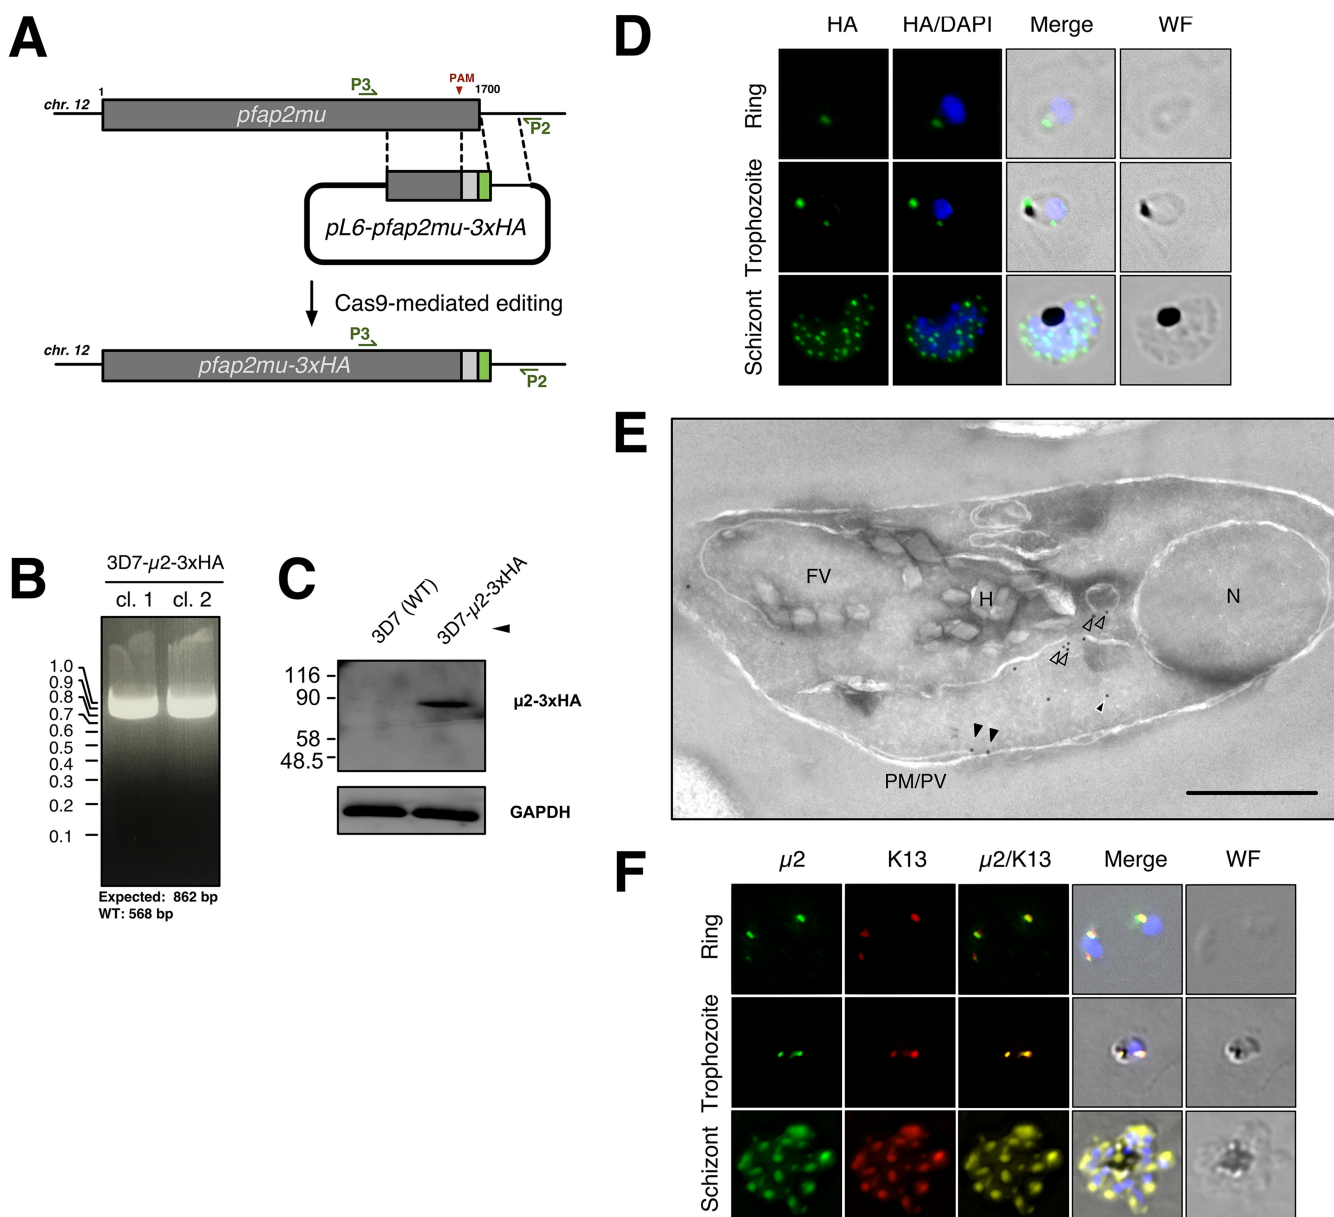 A
chr. 12
1
pfap2mu
P3
PAM
1700
P2
pL6-pfap2mu-3xHA
Cas9-mediated editing
chr. 12
pfap2mu-3xHA
P3
P2
B
3D7-µ2-3xHA
cl. 1 cl. 2
1.0
0.9
0.8
0.7
0.6
0.5
0.4
0.3
0.2
0.1
Expected: 862 bp
WT: 568 bp
C
3D7 (WT)
3D7-µ2-3xHA
116
90
58
48.5
µ2-3xHA
GAPDH
D
HA HA/DAPI Merge WF
Ring
Trophozoite
Schizont
E
FV
H
N
PM/PV
F
µ2 K13 µ2/K13 Merge WF
Ring
Trophozoite
Schizont